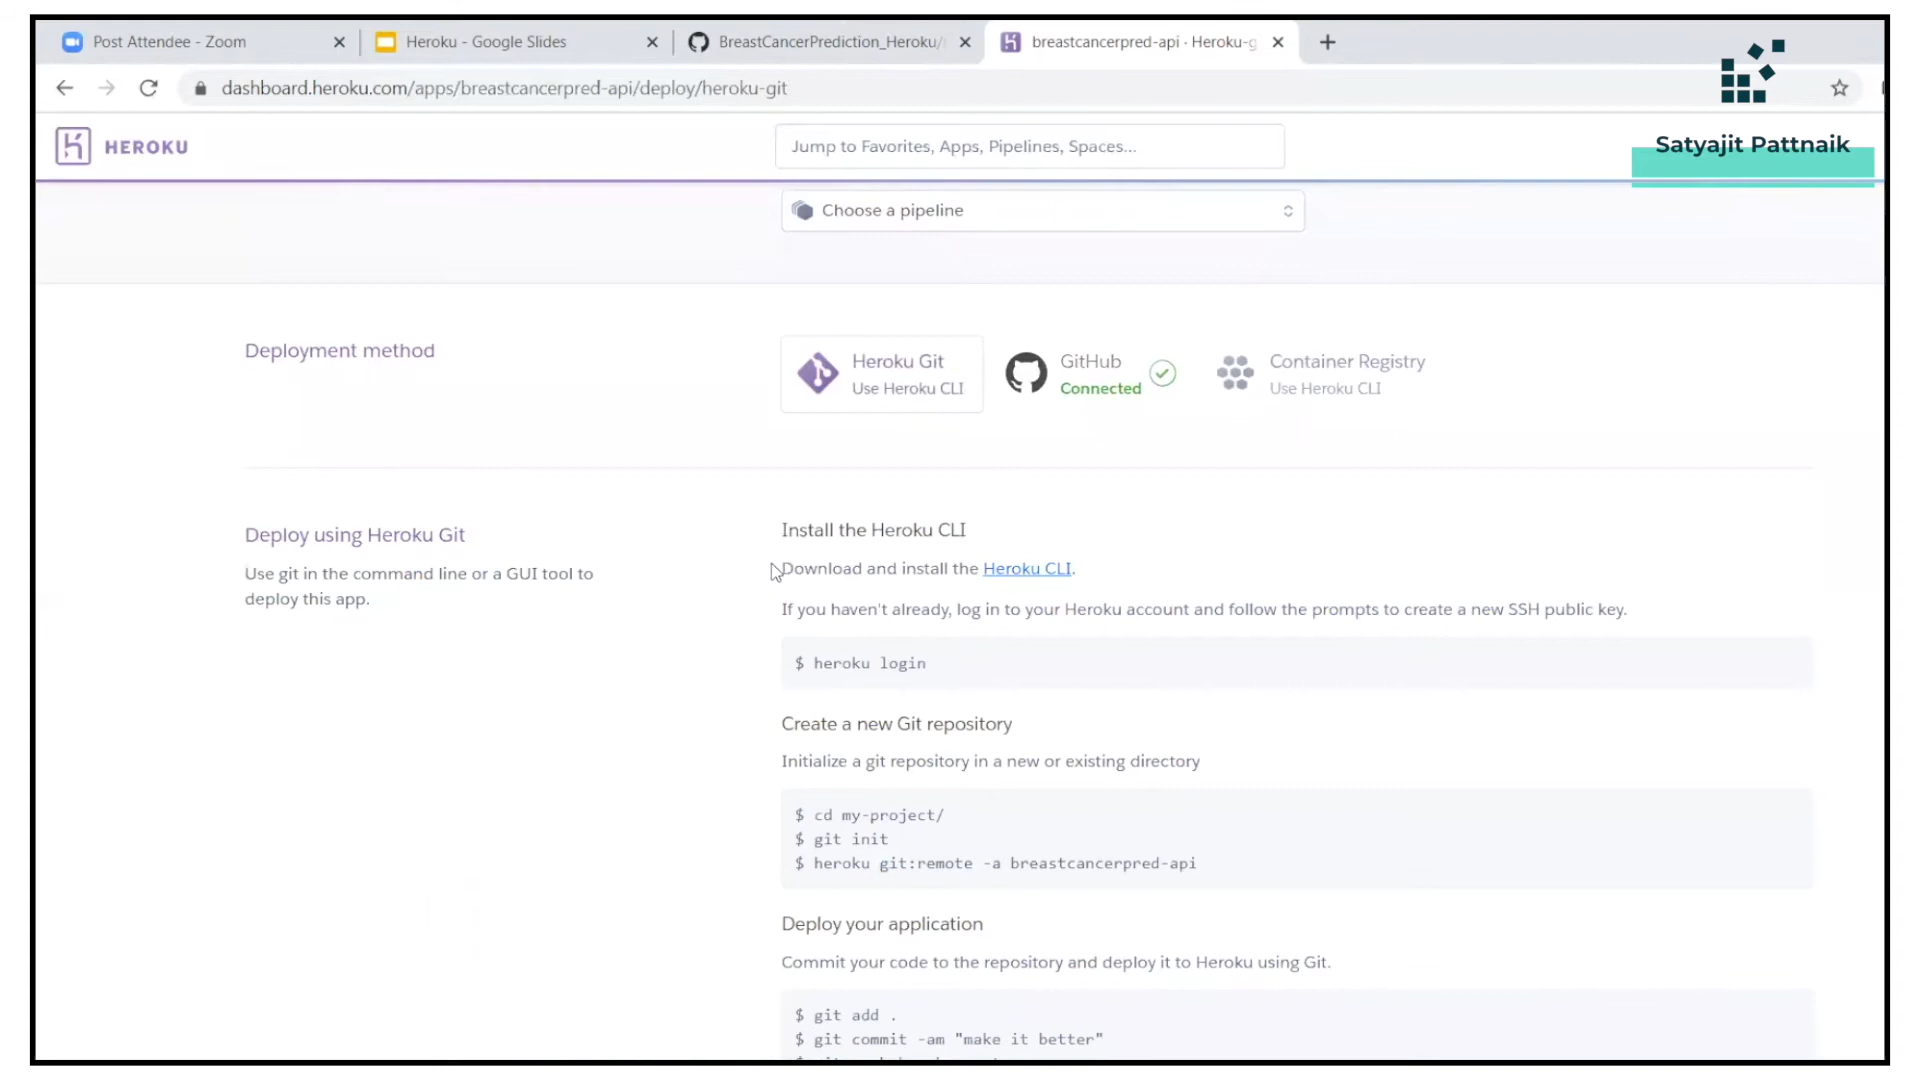 Post Attendee - Zoom
Heroku - Google Slides
BreastCancerPrediction_Heroku/
breastcancerpred-api · Heroku-g
dashboard.heroku.com/apps/breastcancerpred-api/deploy/heroku-git
HEROKU
Jump to Favorites, Apps, Pipelines, Spaces...
Satyajit Pattnaik
Choose a pipeline
Deployment method
Heroku Git
Use Heroku CLI
GitHub
Connected
Container Registry
Use Heroku CLI
Deploy using Heroku Git
Use git in the command line or a GUI tool to
deploy this app.
Install the Heroku CLI
Download and install the Heroku CLI.
If you haven't already, log in to your Heroku account and follow the prompts to create a new SSH public key.
$ heroku login
Create a new Git repository
Initialize a git repository in a new or existing directory
$ cd my-project/
$ git init
$ heroku git:remote -a breastcancerpred-api
Deploy your application
Commit your code to the repository and deploy it to Heroku using Git.
$ git add .
$ git commit -am "make it better"